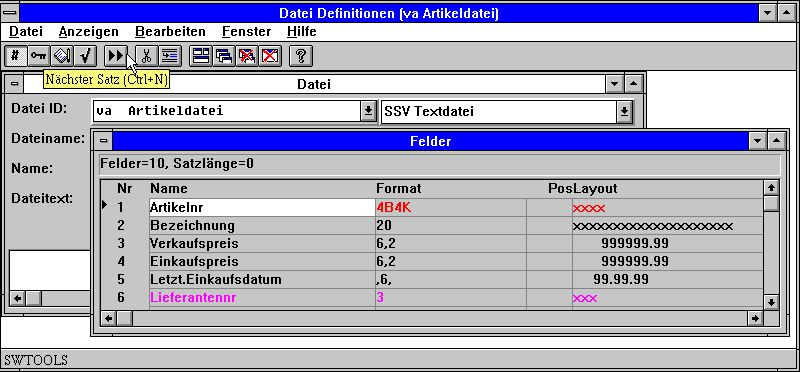 Datei Definitionen (va Artikeldatei)
Datei Anzeigen Bearbeiten Fenster Hilfe
# ?
Nächster Satz (Ctrl+N)
Datei
Datei ID: va Artikeldatei SSV Textdatei
Dateiname:
Name:
Dateitext:
Felder
Felder=10, Satzlänge=0
Nr Name Format Pos Layout
1 Artikelnr 4B4K xxxx
2 Bezeichnung 20 xxxxxxxxxxxxxxxxxxxx
3 Verkaufspreis 6,2 999999.99
4 Einkaufspreis 6,2 999999.99
5 Letzt.Einkaufsdatum ,6, 99.99.99
6 Lieferantennr 3 xxx
SWTOOLS